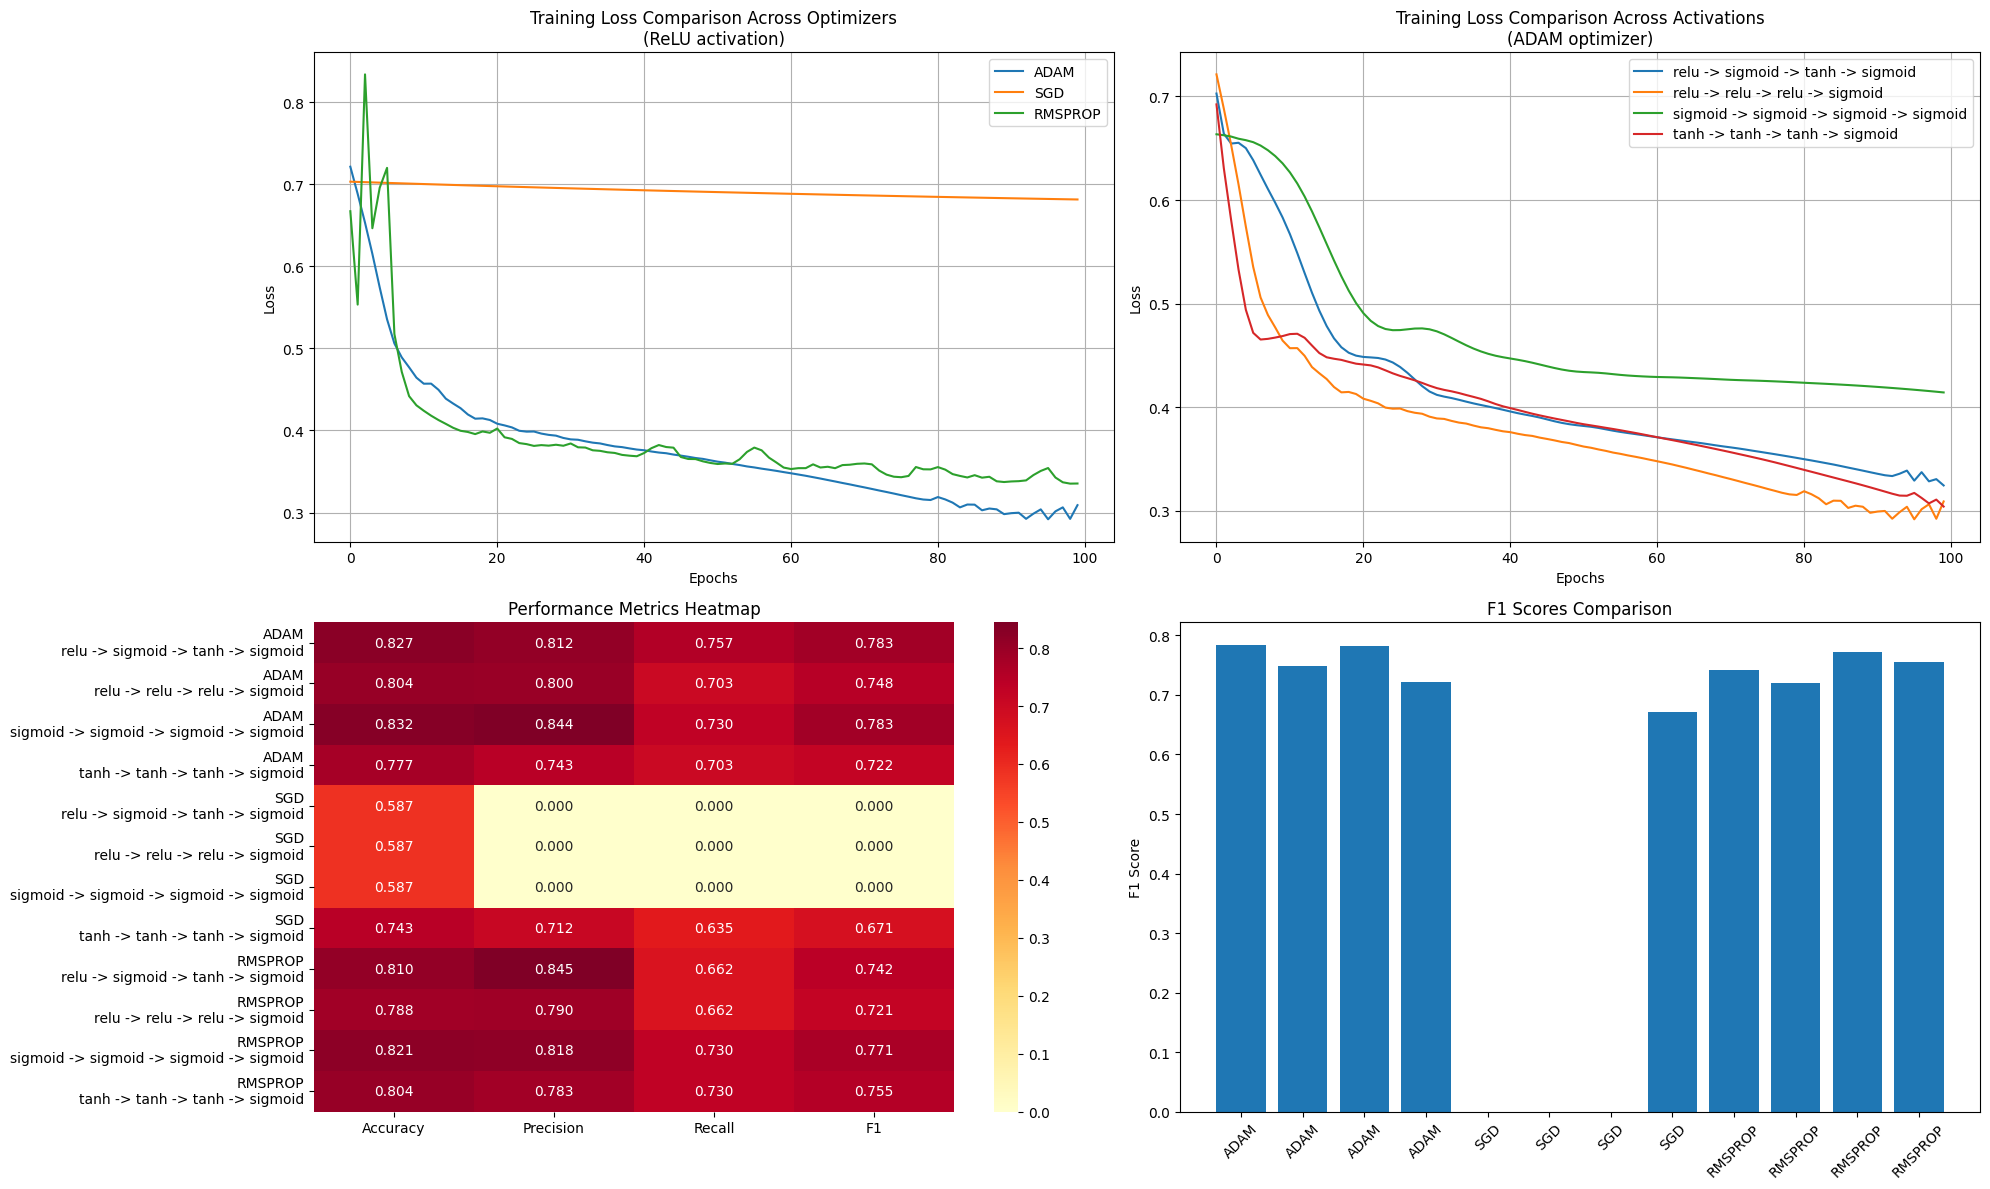 Training Loss Comparison Across Optimizers
(ReLU activation)
ADAM
SGD
RMSPROP
0.8
0.7
0.6
0.5
0.4
0.3
Loss
0 20 40 60 80 100
Epochs
Training Loss Comparison Across Activations
(ADAM optimizer)
relu -> sigmoid -> tanh -> sigmoid
relu -> relu -> relu -> sigmoid
sigmoid -> sigmoid -> sigmoid -> sigmoid
tanh -> tanh -> tanh -> sigmoid
0.7
0.6
0.5
0.4
0.3
Loss
0 20 40 60 80 100
Epochs
Performance Metrics Heatmap
ADAM
relu -> sigmoid -> tanh -> sigmoid
0.827 0.812 0.757 0.783
ADAM
relu -> relu -> relu -> sigmoid
0.804 0.800 0.703 0.748
ADAM
sigmoid -> sigmoid -> sigmoid -> sigmoid
0.832 0.844 0.730 0.783
ADAM
tanh -> tanh -> tanh -> sigmoid
0.777 0.743 0.703 0.722
SGD
relu -> sigmoid -> tanh -> sigmoid
0.587 0.000 0.000 0.000
SGD
relu -> relu -> relu -> sigmoid
0.587 0.000 0.000 0.000
SGD
sigmoid -> sigmoid -> sigmoid -> sigmoid
0.587 0.000 0.000 0.000
SGD
tanh -> tanh -> tanh -> sigmoid
0.743 0.712 0.635 0.671
RMSPROP
relu -> sigmoid -> tanh -> sigmoid
0.810 0.845 0.662 0.742
RMSPROP
relu -> relu -> relu -> sigmoid
0.788 0.790 0.662 0.721
RMSPROP
sigmoid -> sigmoid -> sigmoid -> sigmoid
0.821 0.818 0.730 0.771
RMSPROP
tanh -> tanh -> tanh -> sigmoid
0.804 0.783 0.730 0.755
Accuracy Precision Recall F1
0.8
0.7
0.6
0.5
0.4
0.3
0.2
0.1
0.0
F1 Scores Comparison
0.8
0.7
0.6
0.5
0.4
0.3
0.2
0.1
0.0
F1 Score
ADAM ADAM ADAM ADAM SGD SGD SGD SGD RMSPROP RMSPROP RMSPROP RMSPROP